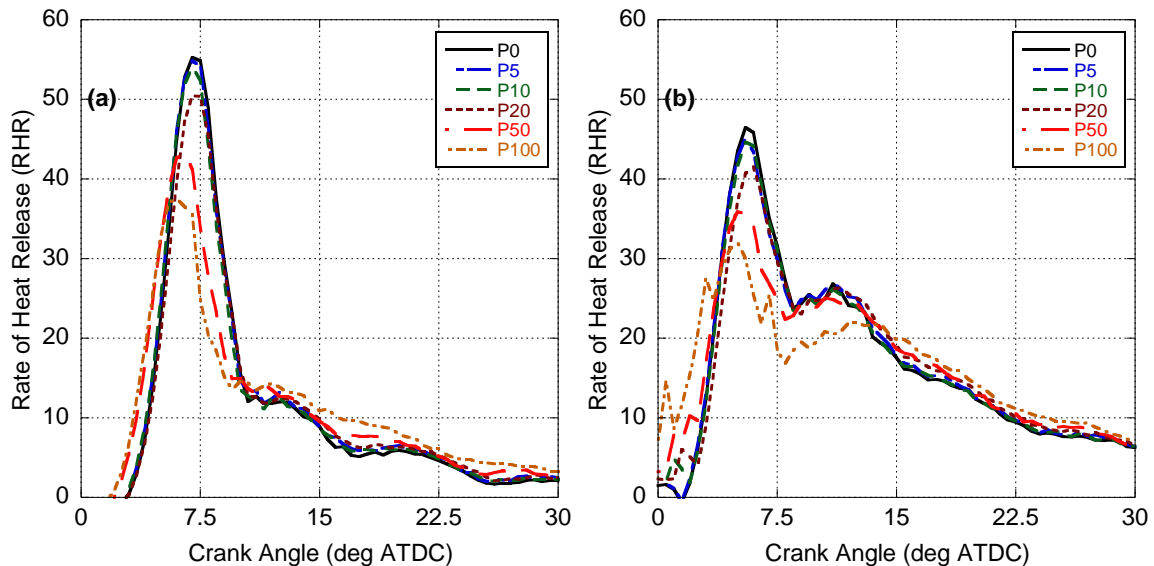 60
50
40
30
20
10
0
Rate of Heat Release (RHR)
(a)
P0
P5
P10
P20
P50
P100
0
7.5
15
22.5
30
Crank Angle (deg ATDC)
60
50
40
30
20
10
0
Rate of Heat Release (RHR)
(b)
P0
P5
P10
P20
P50
P100
0
7.5
15
22.5
30
Crank Angle (deg ATDC)